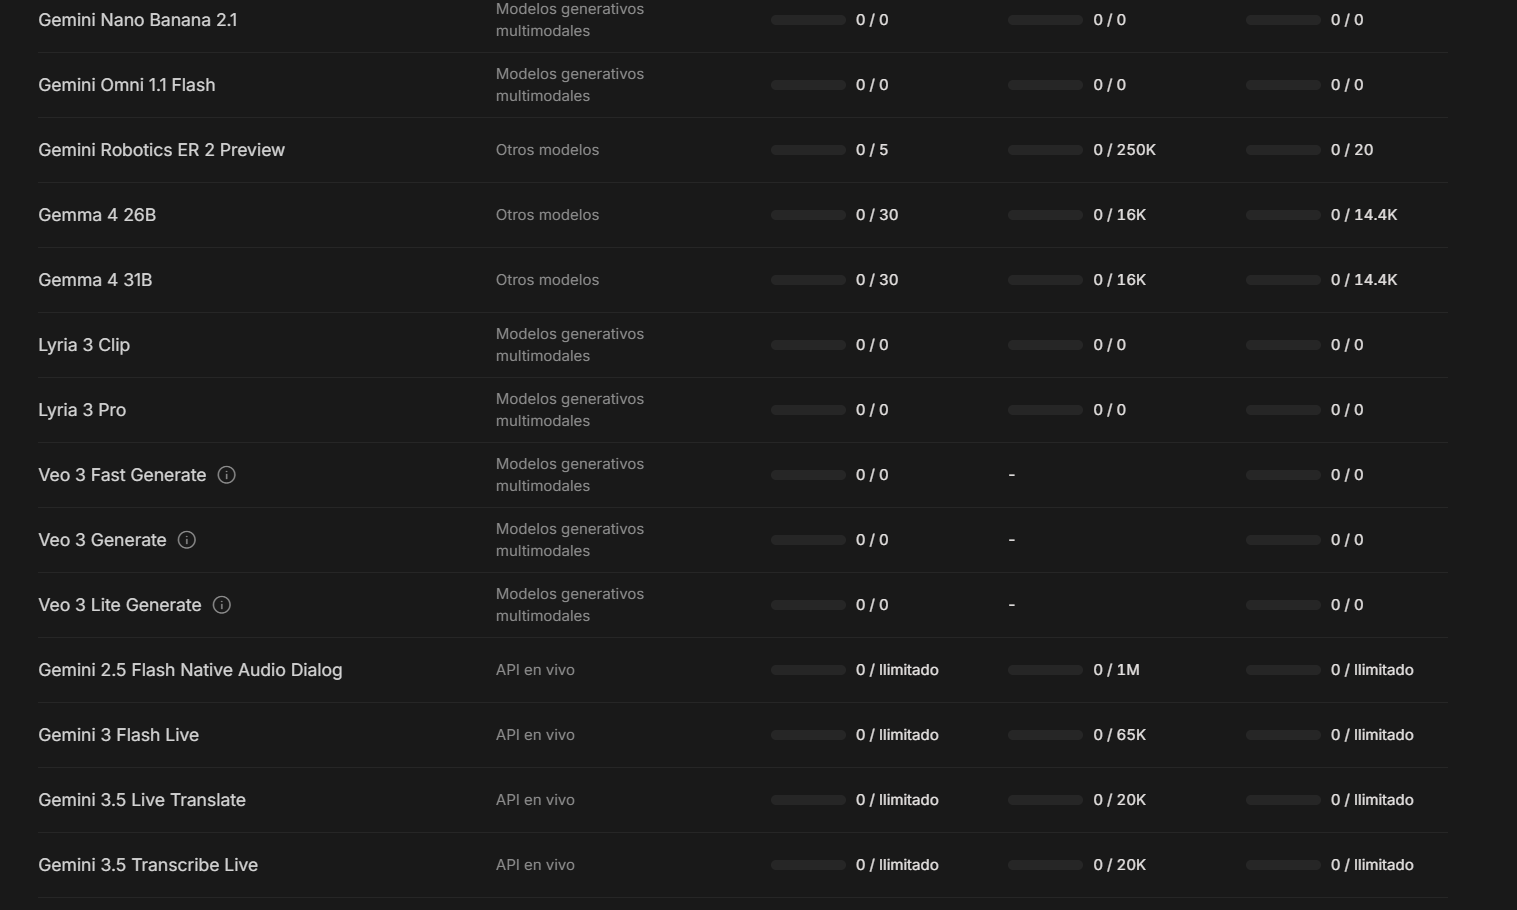 Gemini Nano Banana 2.1 Modelos generativos multimodales 0 / 0 0 / 0 0 / 0
Gemini Omni 1.1 Flash Modelos generativos multimodales 0 / 0 0 / 0 0 / 0
Gemini Robotics ER 2 Preview Otros modelos 0 / 5 0 / 250K 0 / 20
Gemma 4 26B Otros modelos 0 / 30 0 / 16K 0 / 14.4K
Gemma 4 31B Otros modelos 0 / 30 0 / 16K 0 / 14.4K
Lyria 3 Clip Modelos generativos multimodales 0 / 0 0 / 0 0 / 0
Lyria 3 Pro Modelos generativos multimodales 0 / 0 0 / 0 0 / 0
Veo 3 Fast Generate Modelos generativos multimodales 0 / 0 - 0 / 0
Veo 3 Generate Modelos generativos multimodales 0 / 0 - 0 / 0
Veo 3 Lite Generate Modelos generativos multimodales 0 / 0 - 0 / 0
Gemini 2.5 Flash Native Audio Dialog API en vivo 0 / Ilimitado 0 / 1M 0 / Ilimitado
Gemini 3 Flash Live API en vivo 0 / Ilimitado 0 / 65K 0 / Ilimitado
Gemini 3.5 Live Translate API en vivo 0 / Ilimitado 0 / 20K 0 / Ilimitado
Gemini 3.5 Transcribe Live API en vivo 0 / Ilimitado 0 / 20K 0 / Ilimitado